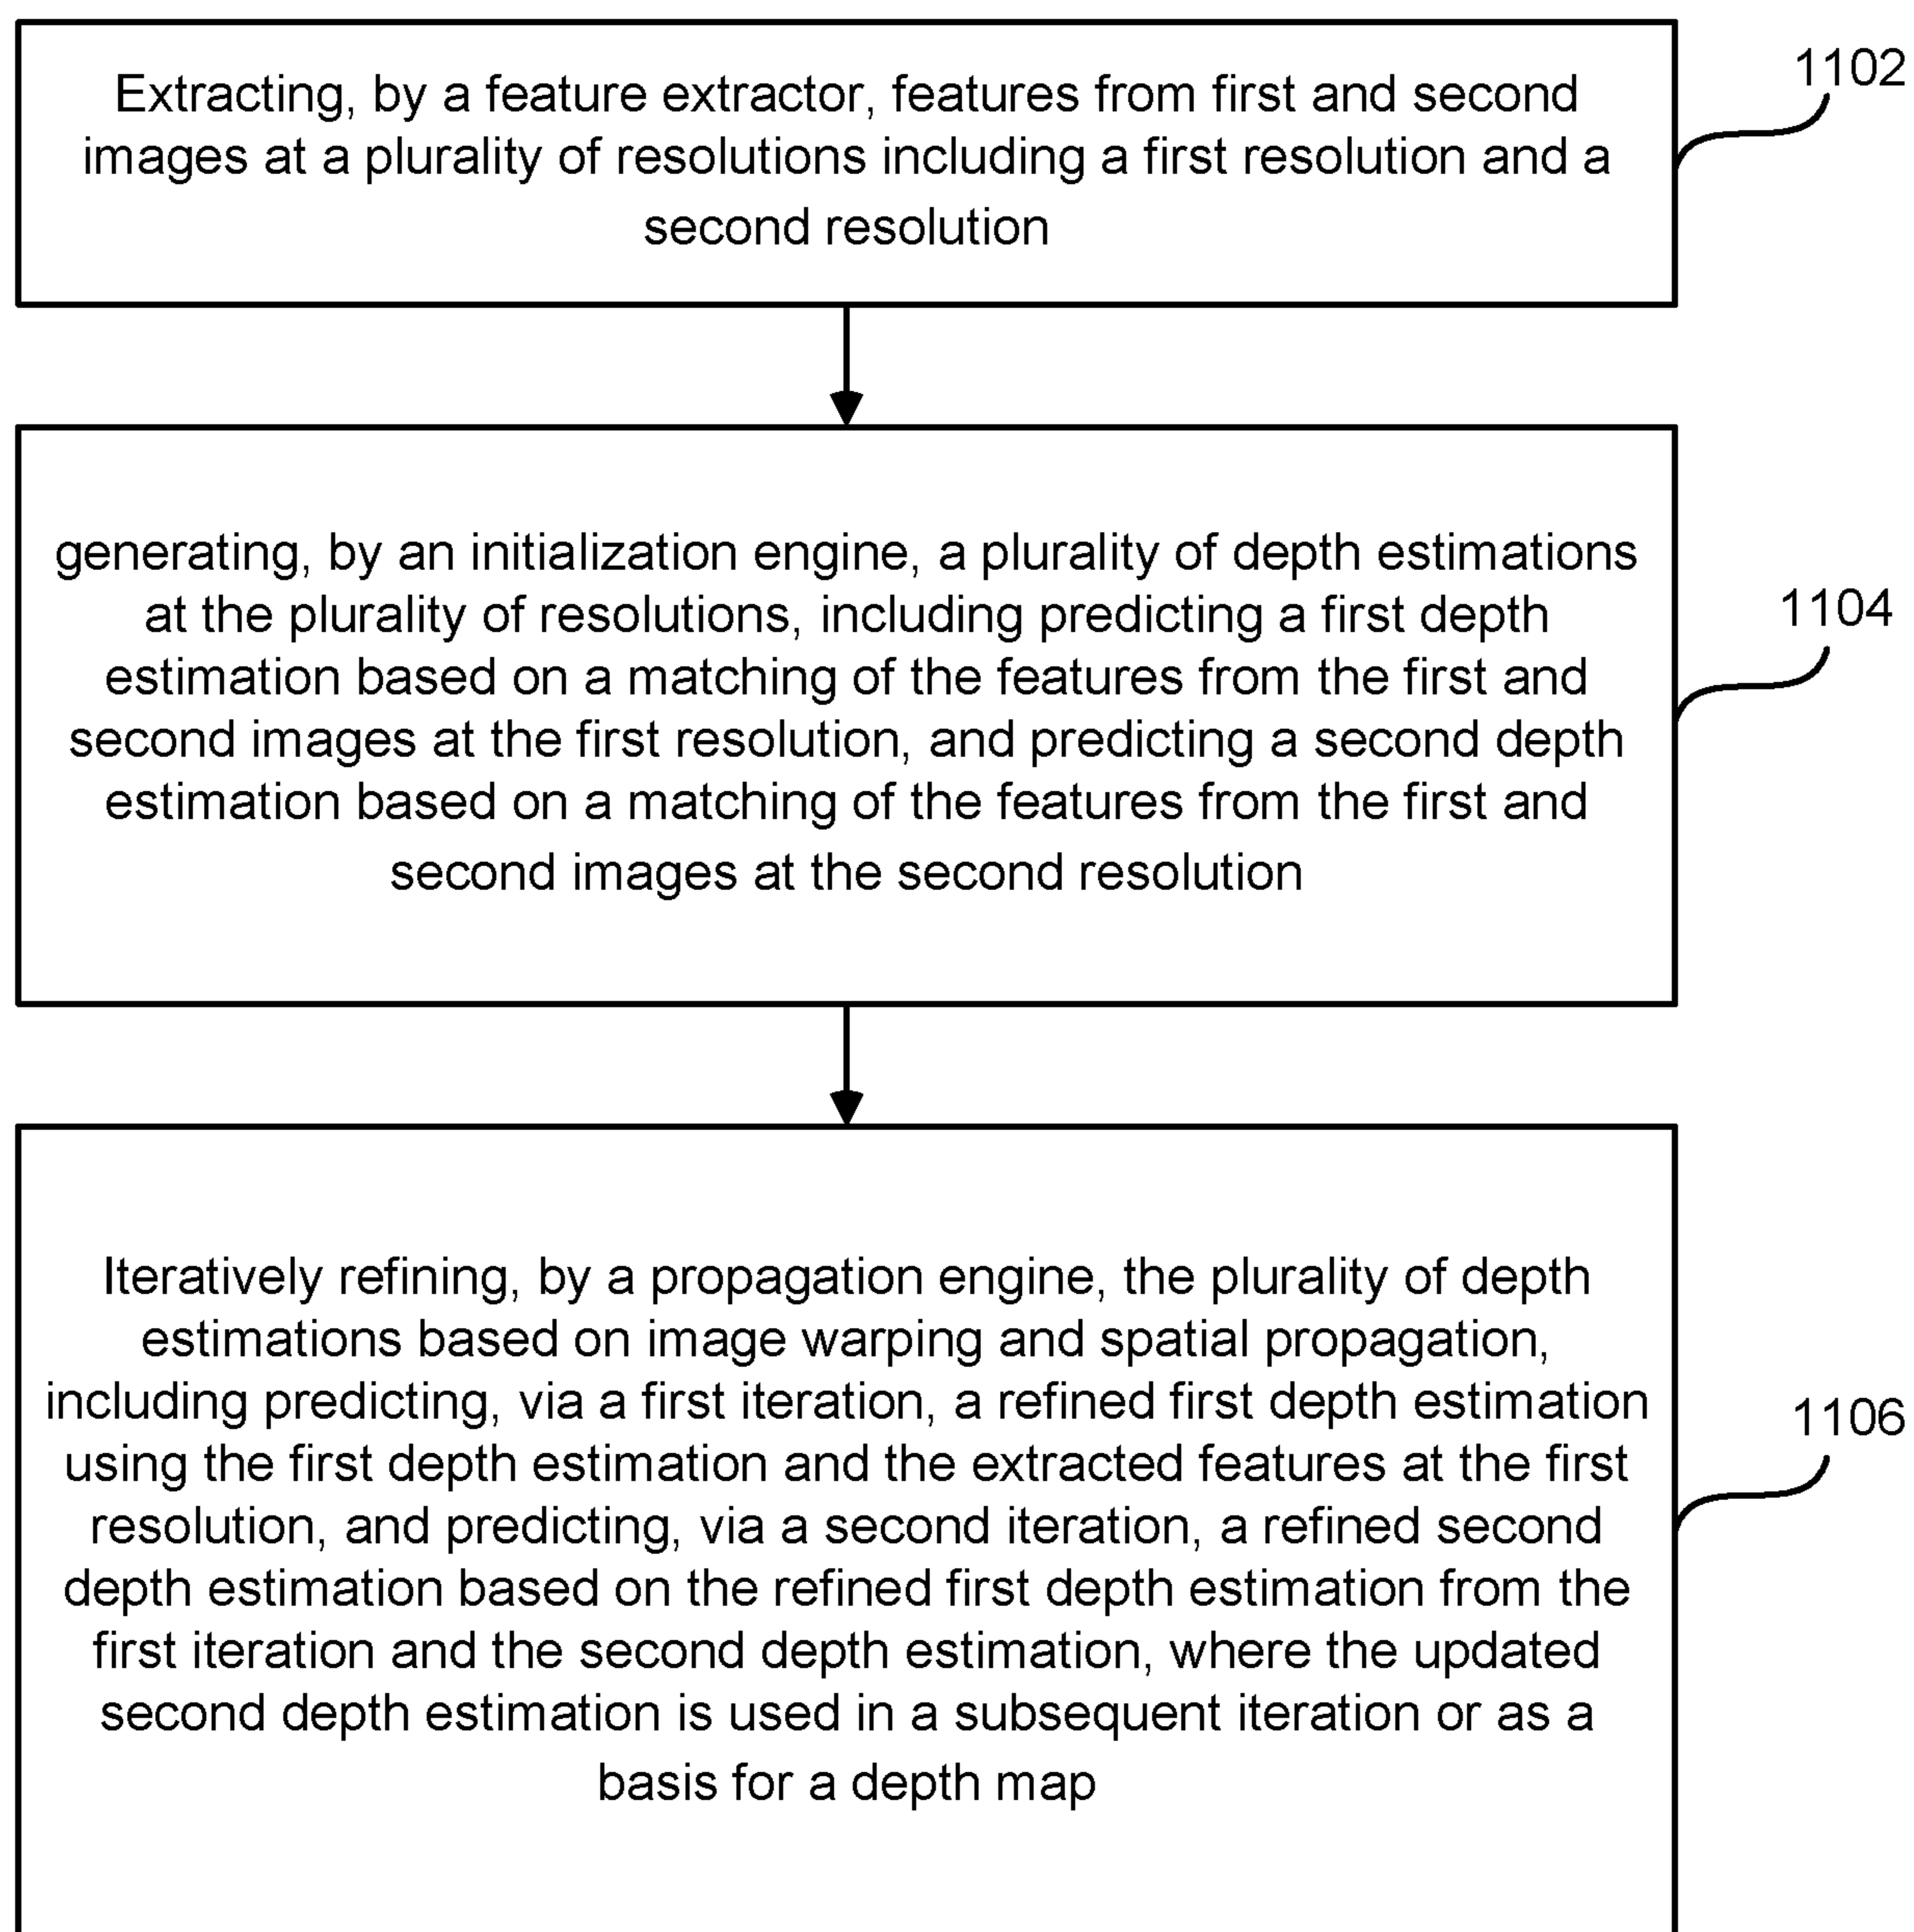 Extracting, by a feature extractor, features from first and second
images at a plurality of resolutions including a first resolution and a
second resolution
1102
generating, by an initialization engine, a plurality of depth estimations
at the plurality of resolutions, including predicting a first depth
estimation based on a matching of the features from the first and
second images at the first resolution, and predicting a second depth
estimation based on a matching of the features from the first and
second images at the second resolution
1104
Iteratively refining, by a propagation engine, the plurality of depth
estimations based on image warping and spatial propagation,
including predicting, via a first iteration, a refined first depth estimation
using the first depth estimation and the extracted features at the first
resolution, and predicting, via a second iteration, a refined second
depth estimation based on the refined first depth estimation from the
first iteration and the second depth estimation, where the updated
second depth estimation is used in a subsequent iteration or as a
basis for a depth map
1106